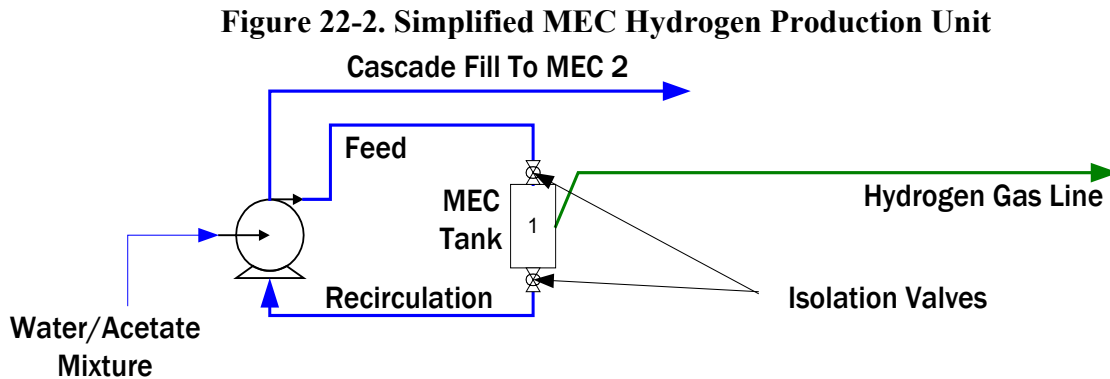 Figure 22-2. Simplified MEC Hydrogen Production Unit
Cascade Fill To MEC 2
Feed
MEC
Tank
1
Hydrogen Gas Line
Recirculation
Isolation Valves
Water/Acetate
Mixture